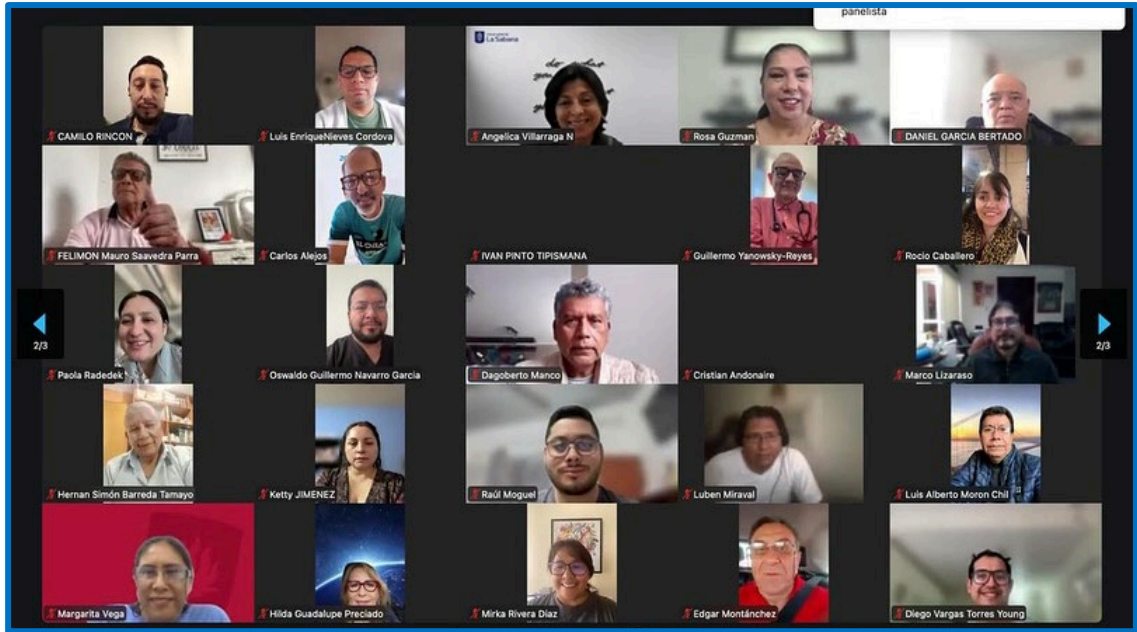 panelista
La Sabana
CAMILO RINCON
Luis EnriqueNieves Cordova
Angelica Villarraga N
Rosa Guzman
DANIEL GARCIA BERTADO
FELIMON Mauro Saavedra Parra
Carlos Alejos
IVAN PINTO TIPISMANA
Guillermo Yanowsky-Reyes
Rocio Caballero
2/3
2/3
Paola Radedek
Oswaldo Guillermo Navarro Garcia
Dagoberto Manco
Cristian Andonaire
Marco Lizaraso
Hernan Simón Barreda Tamayo
Ketty JIMENEZ
Raúl Moguel
Luben Miraval
Luis Alberto Moron Chil
Margarita Vega
Hilda Guadalupe Preciado
Mirka Rivera Díaz
Edgar Montánchez
Diego Vargas Torres Young